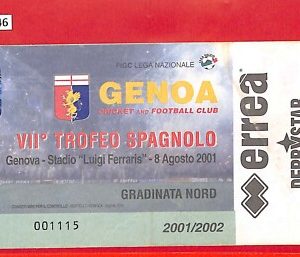 46
FIGC LEGA NAZIONALE
GENOA
CRICKET AND FOOTBALL CLUB
VII° TROFEO SPAGNOLO
Genova - Stadio "Luigi Ferraris" - 8 Agosto 2001
GRADINATA NORD
001115
2001/2002
erreà
DERBYSTAR